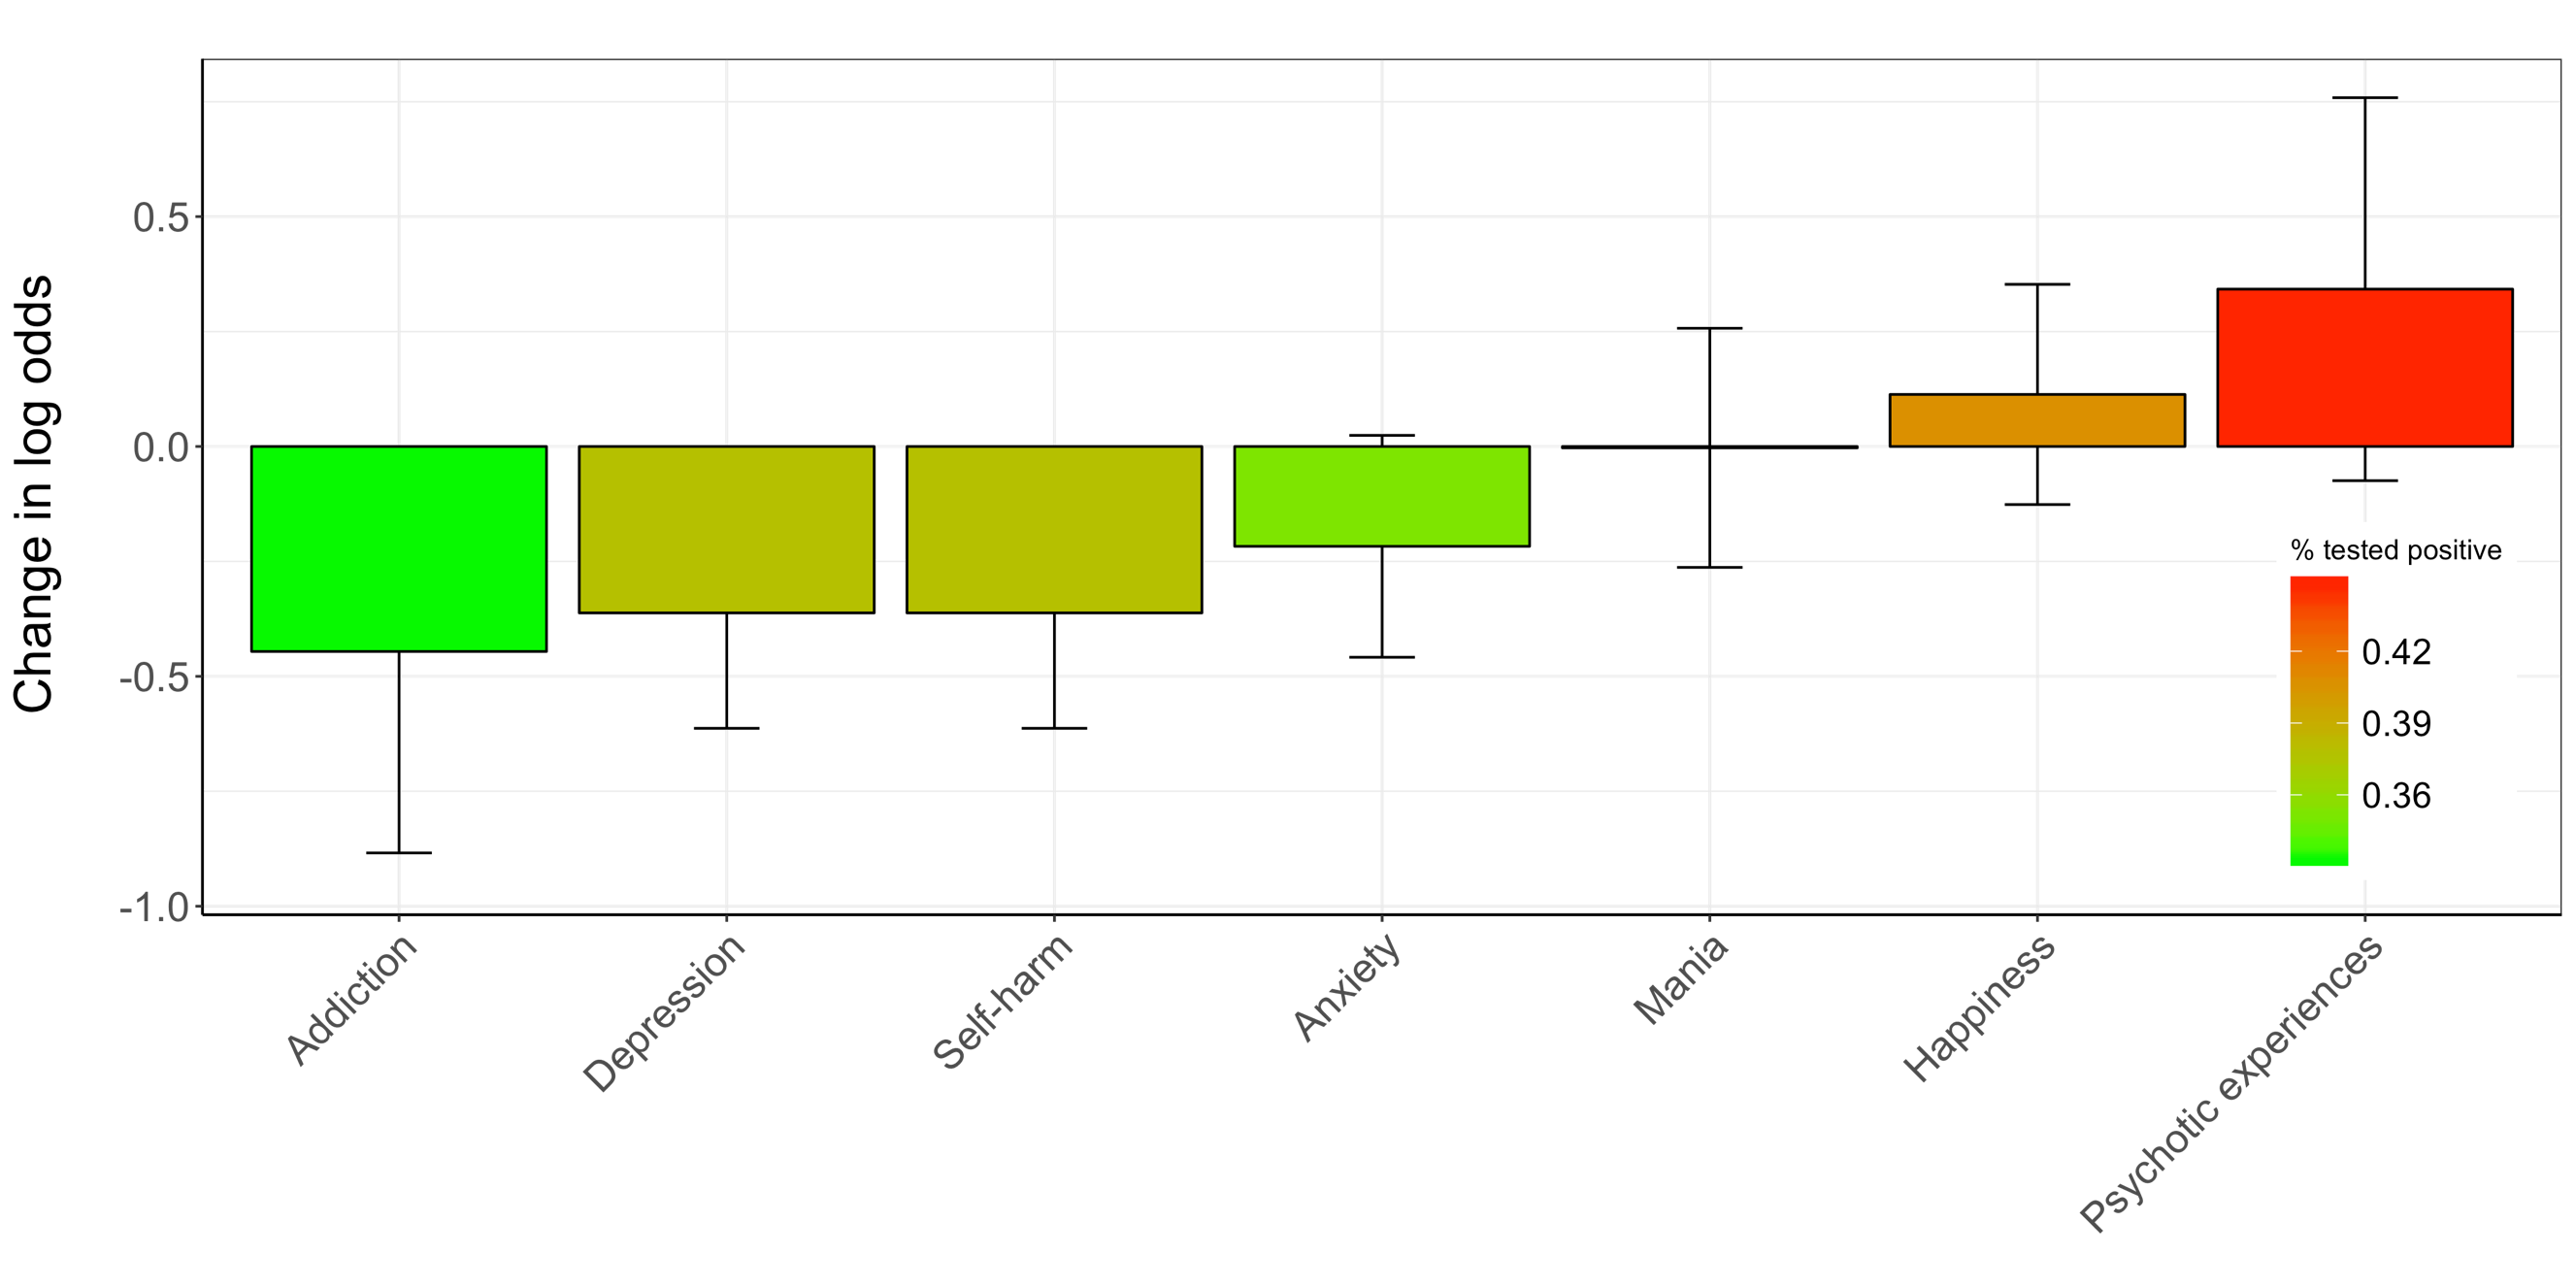 Change in log odds
0.5
0.0
-0.5
-1.0
% tested positive
0.42
0.39
0.36
Addiction
Depression
Self-harm
Anxiety
Mania
Happiness
Psychotic experiences